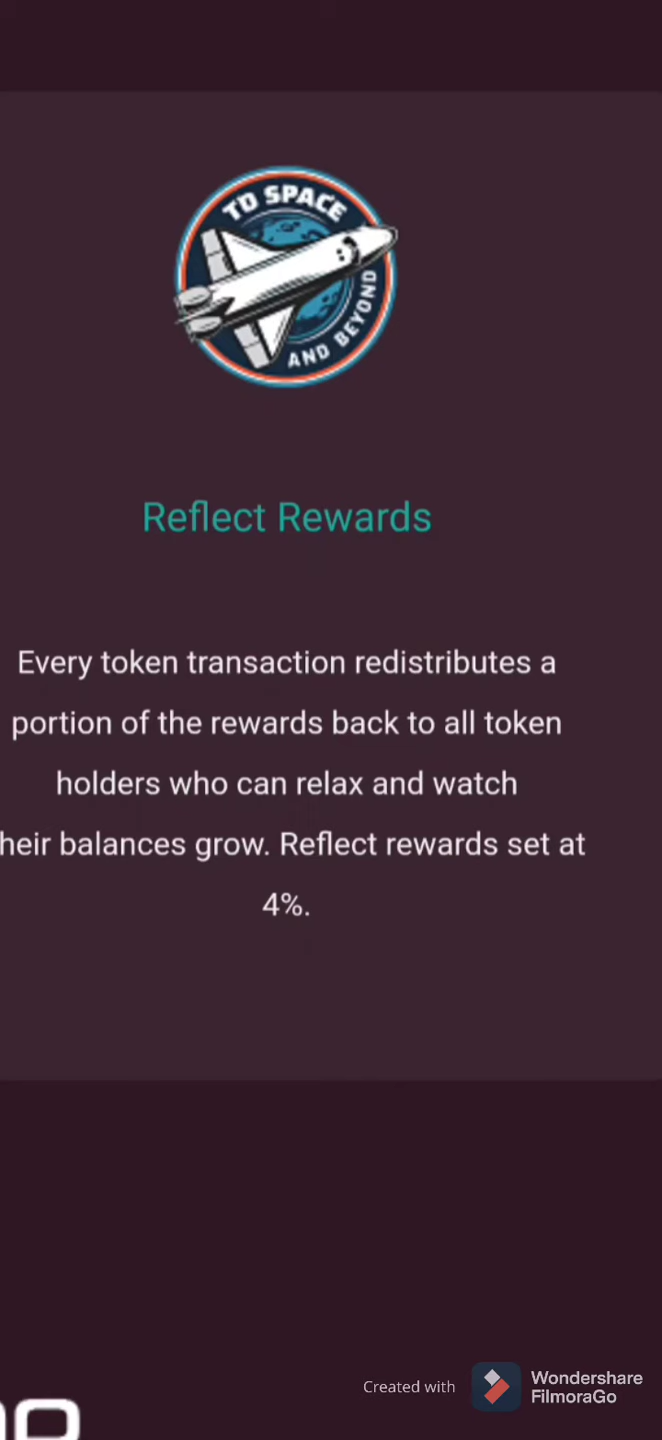 TO SPACE
AND BEYOND
Reflect Rewards
Every token transaction redistributes a
portion of the rewards back to all token
holders who can relax and watch
heir balances grow. Reflect rewards set at
4%.
Created with
Wondershare
FilmoraGo